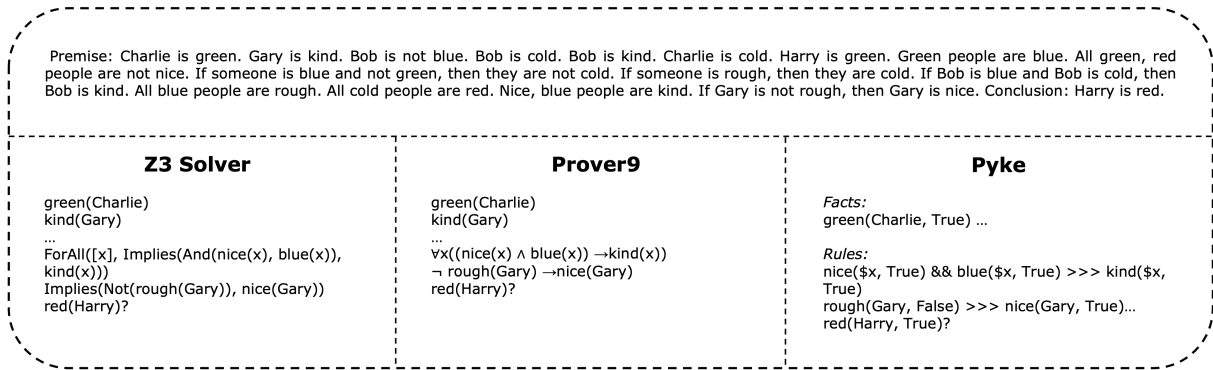 Premise: Charlie is green. Gary is kind. Bob is not blue. Bob is cold. Bob is kind. Charlie is cold. Harry is green. Green people are blue. All green, red
people are not nice. If someone is blue and not green, then they are not cold. If someone is rough, then they are cold. If Bob is blue and Bob is cold, then
Bob is kind. All blue people are rough. All cold people are red. Nice, blue people are kind. If Gary is not rough, then Gary is nice. Conclusion: Harry is red.
Z3 Solver
green(Charlie)
kind(Gary)
...
ForAll([x], Implies(And(nice(x), blue(x)),
kind(x)))
Implies(Not(rough(Gary)), nice(Gary))
red(Harry)?
Prover9
green(Charlie)
kind(Gary)
...
∀x((nice(x) ∧ blue(x)) →kind(x))
¬ rough(Gary) →nice(Gary)
red(Harry)?
Pyke
Facts:
green(Charlie, True) ...
Rules:
nice($x, True) && blue($x, True) >>> kind($x,
True)
rough(Gary, False) >>> nice(Gary, True)...
red(Harry, True)?